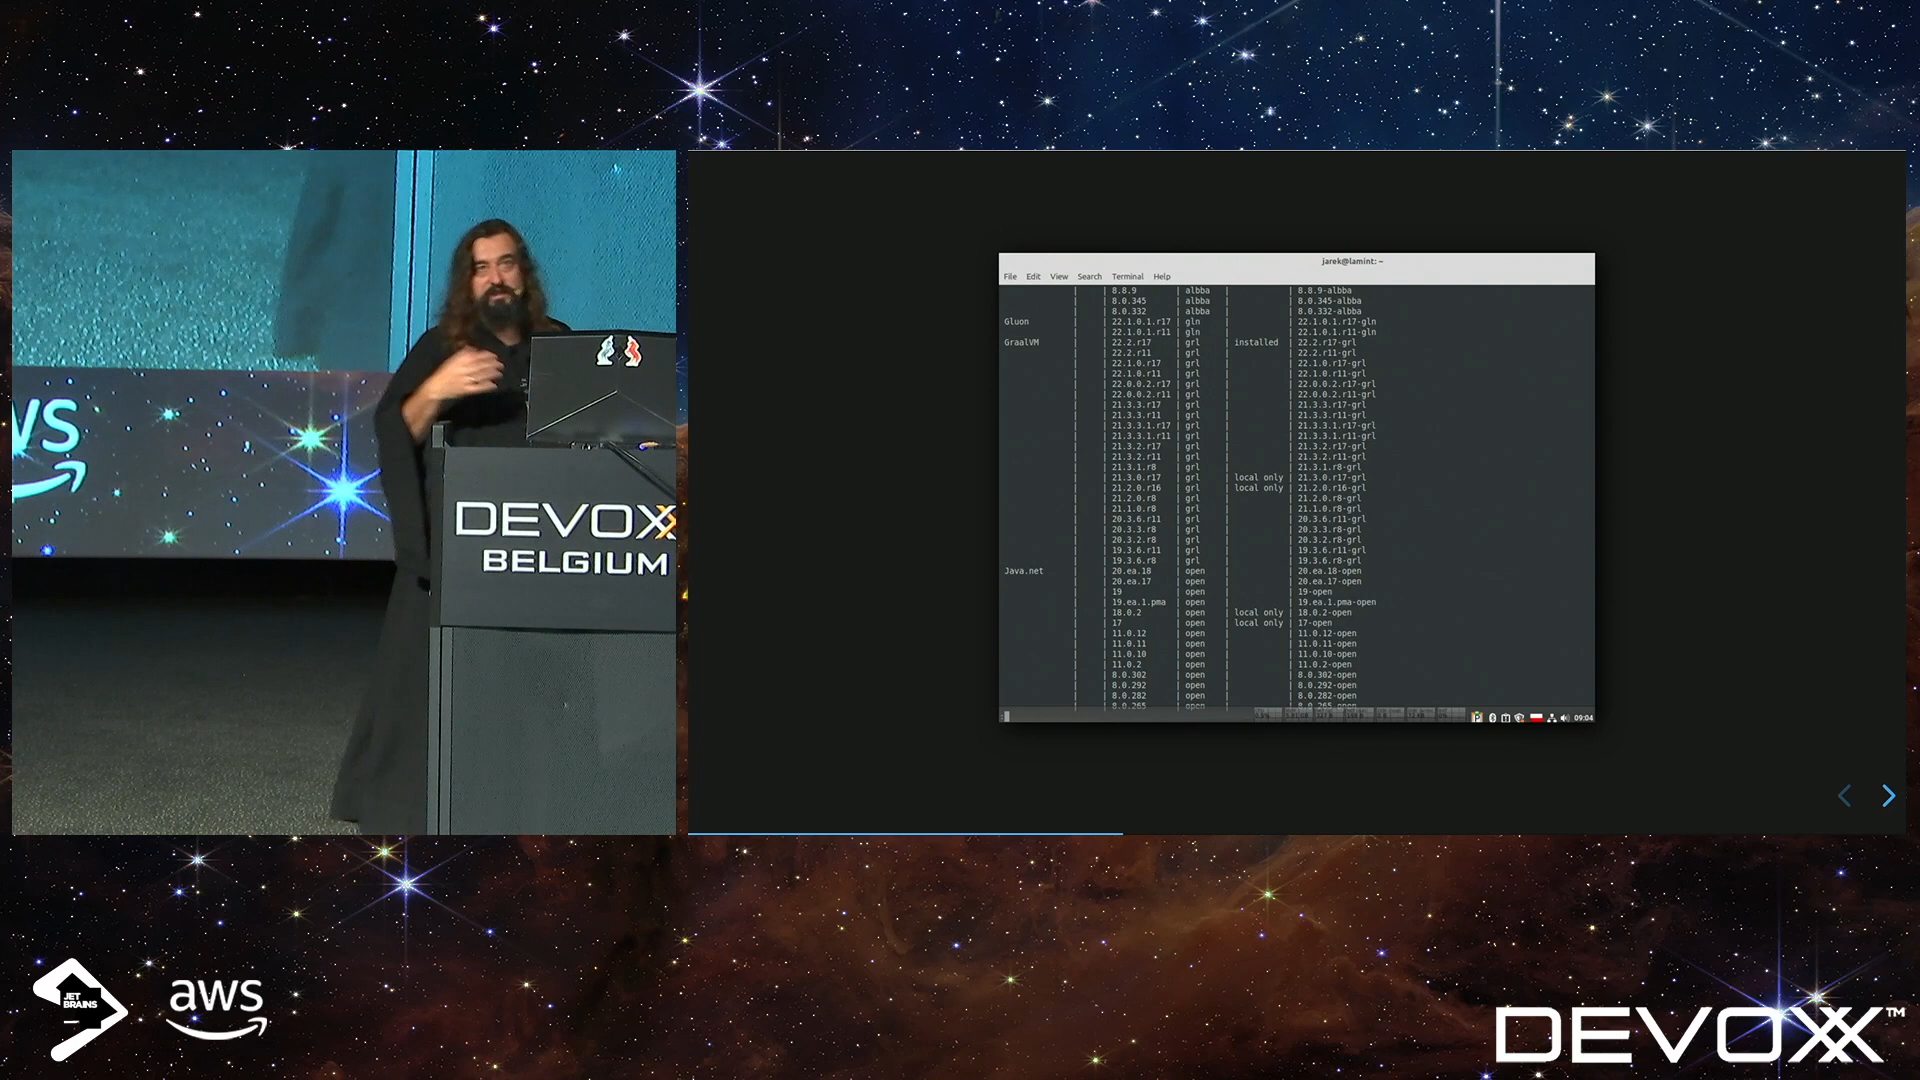 WS
DEVOXX
BELGIUM
jarek@lamint: ~
File Edit View Search Terminal Help
| | 8.8.9 | albba | | 8.8.9-albba
| | 8.0.345 | albba | | 8.0.345-albba
| | 8.0.332 | albba | | 8.0.332-albba
Gluon | | 22.1.0.1.r17 | gln | | 22.1.0.1.r17-gln
| | 22.1.0.1.r11 | gln | | 22.1.0.1.r11-gln
GraalVM | | 22.2.r17 | grl | installed | 22.2.r17-grl
| | 22.2.r11 | grl | | 22.2.r11-grl
| | 22.1.0.r17 | grl | | 22.1.0.r17-grl
| | 22.1.0.r11 | grl | | 22.1.0.r11-grl
| | 22.0.0.2.r17 | grl | | 22.0.0.2.r17-grl
| | 22.0.0.2.r11 | grl | | 22.0.0.2.r11-grl
| | 21.3.3.r17 | grl | | 21.3.3.r17-grl
| | 21.3.3.r11 | grl | | 21.3.3.r11-grl
| | 21.3.3.1.r17 | grl | | 21.3.3.1.r17-grl
| | 21.3.3.1.r11 | grl | | 21.3.3.1.r11-grl
| | 21.3.2.r17 | grl | | 21.3.2.r17-grl
| | 21.3.2.r11 | grl | | 21.3.2.r11-grl
| | 21.3.1.r8 | grl | | 21.3.1.r8-grl
| | 21.3.0.r17 | grl | local only | 21.3.0.r17-grl
| | 21.2.0.r16 | grl | local only | 21.2.0.r16-grl
| | 21.2.0.r8 | grl | | 21.2.0.r8-grl
| | 21.1.0.r8 | grl | | 21.1.0.r8-grl
| | 20.3.6.r11 | grl | | 20.3.6.r11-grl
| | 20.3.3.r8 | grl | | 20.3.3.r8-grl
| | 20.3.2.r8 | grl | | 20.3.2.r8-grl
| | 19.3.6.r11 | grl | | 19.3.6.r11-grl
| | 19.3.6.r8 | grl | | 19.3.6.r8-grl
Java.net | | 20.ea.18 | open | | 20.ea.18-open
| | 20.ea.17 | open | | 20.ea.17-open
| | 19 | open | | 19-open
| | 19.ea.1.pma | open | | 19.ea.1.pma-open
| | 18.0.2 | open | local only | 18.0.2-open
| | 17 | open | local only | 17-open
| | 11.0.12 | open | | 11.0.12-open
| | 11.0.11 | open | | 11.0.11-open
| | 11.0.10 | open | | 11.0.10-open
| | 11.0.2 | open | | 11.0.2-open
| | 8.0.302 | open | | 8.0.302-open
| | 8.0.292 | open | | 8.0.292-open
| | 8.0.282 | open | | 8.0.282-open
| | 8.0.265 | open | | 8.0.265-open
:
09:04
JET
BRAINS
aws
DEVOXX™